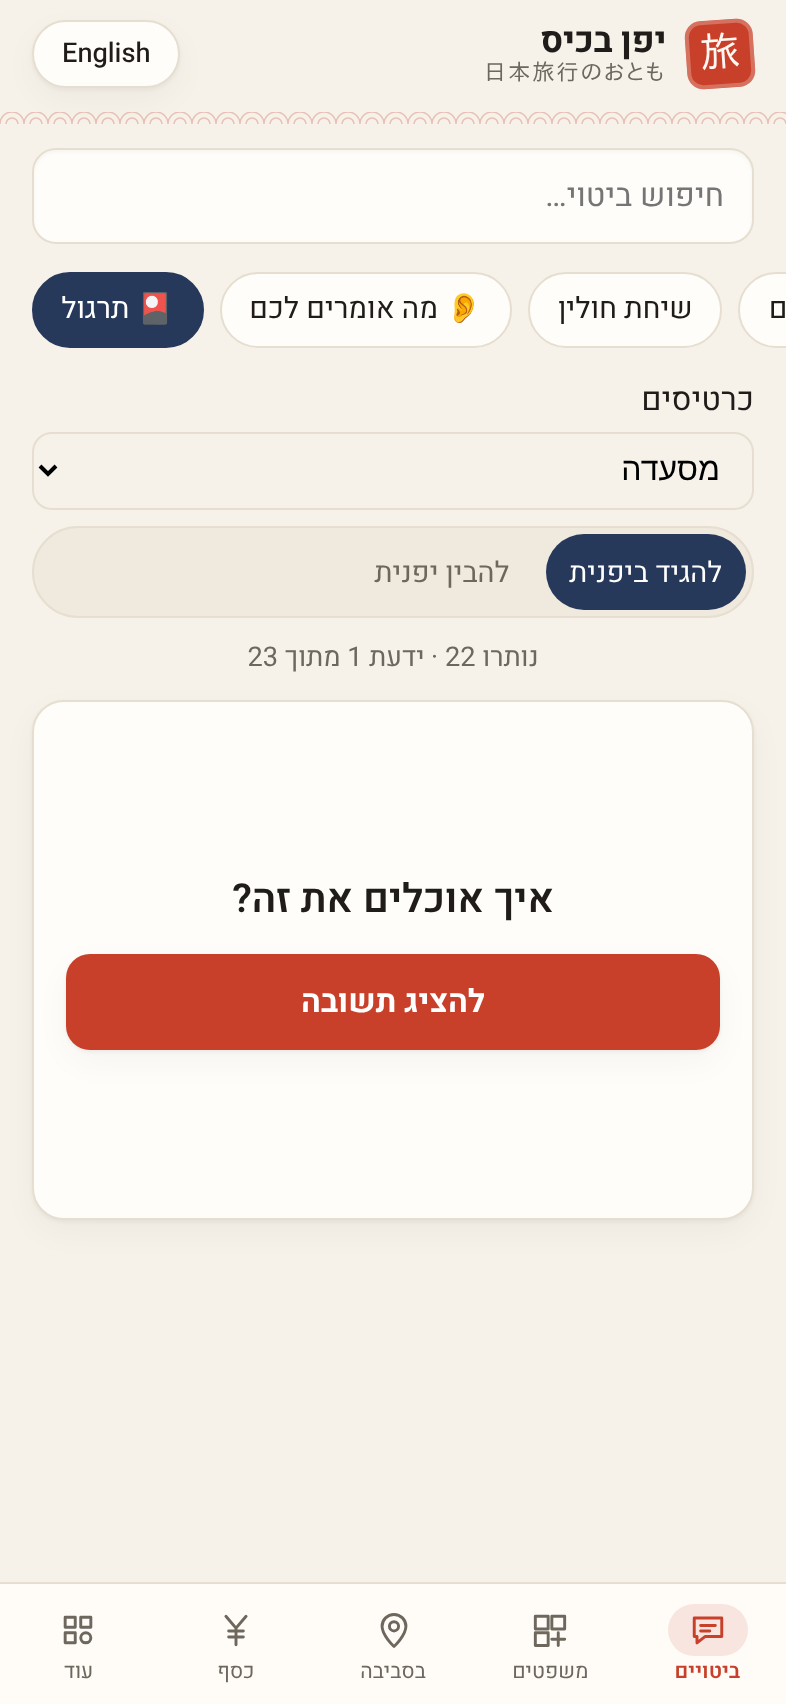 旅
יפן בכיס
日本旅行のおとも
English
חיפוש ביטוי...
שיחת חולין
👂 מה אומרים לכם
🎴 תרגול
כרטיסים
מסעדה
להגיד ביפנית
להבין יפנית
נותרו 22 · ידעת 1 מתוך 23
איך אוכלים את זה?
להציג תשובה
ביטויים
משפטים
בסביבה
כסף
עוד